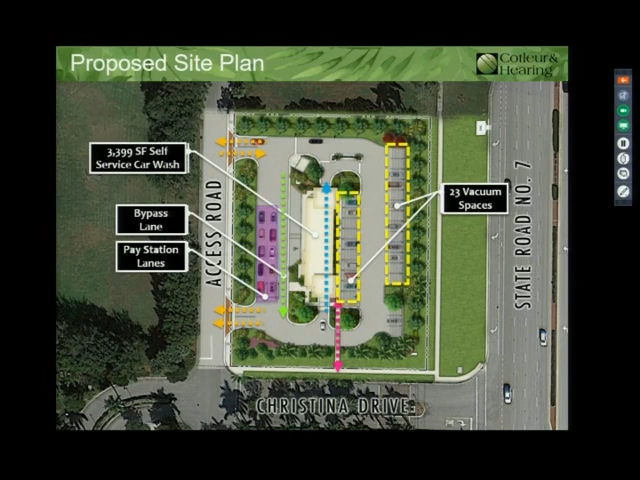 Proposed Site Plan
Cotleur&
Hearing
3,399 SF Self
Service Car Wash
Bypass
Lane
Pay Station
Lanes
23 Vacuum
Spaces
ACCESS ROAD
STATE ROAD NO. 7
CHRISTINA DRIVE